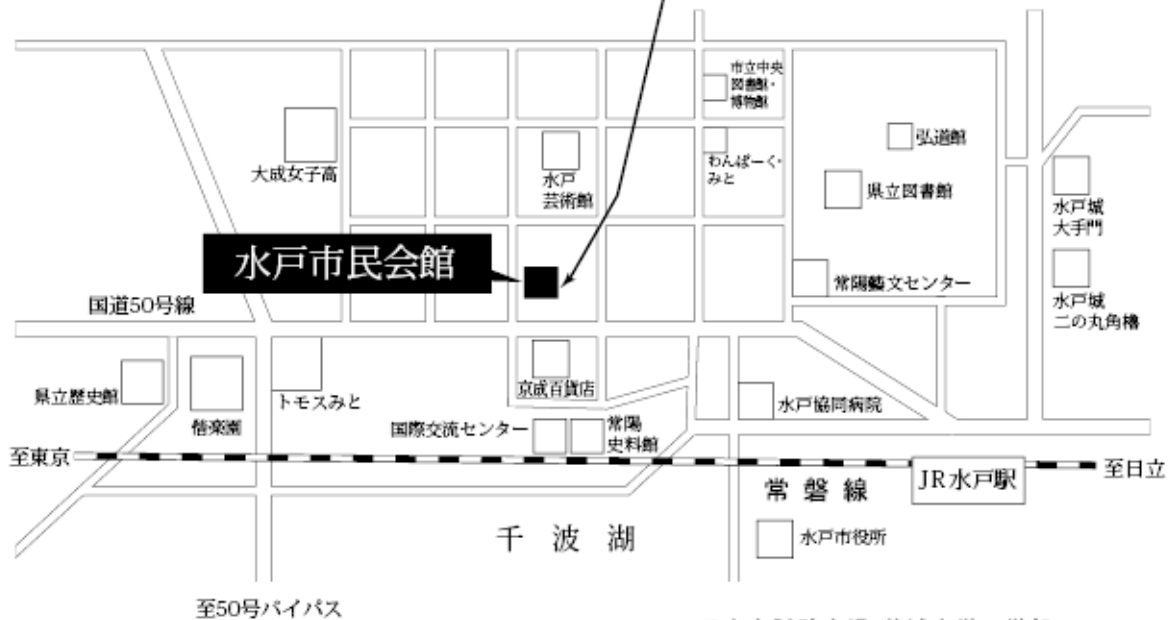 市立中央
図書館・
博物館
弘道館
わんぱーく・
みと
大成女子高
水戸
芸術館
県立図書館
水戸城
大手門
水戸市民会館
常陽藝文センター
国道50号線
水戸城
二の丸角櫓
県立歴史館
偕楽園
トモスみと
京成百貨店
水戸協同病院
国際交流センター
常陽
史料館
至東京
至日立
JR水戸駅
常磐線
千波湖
水戸市役所
至50号バイパス